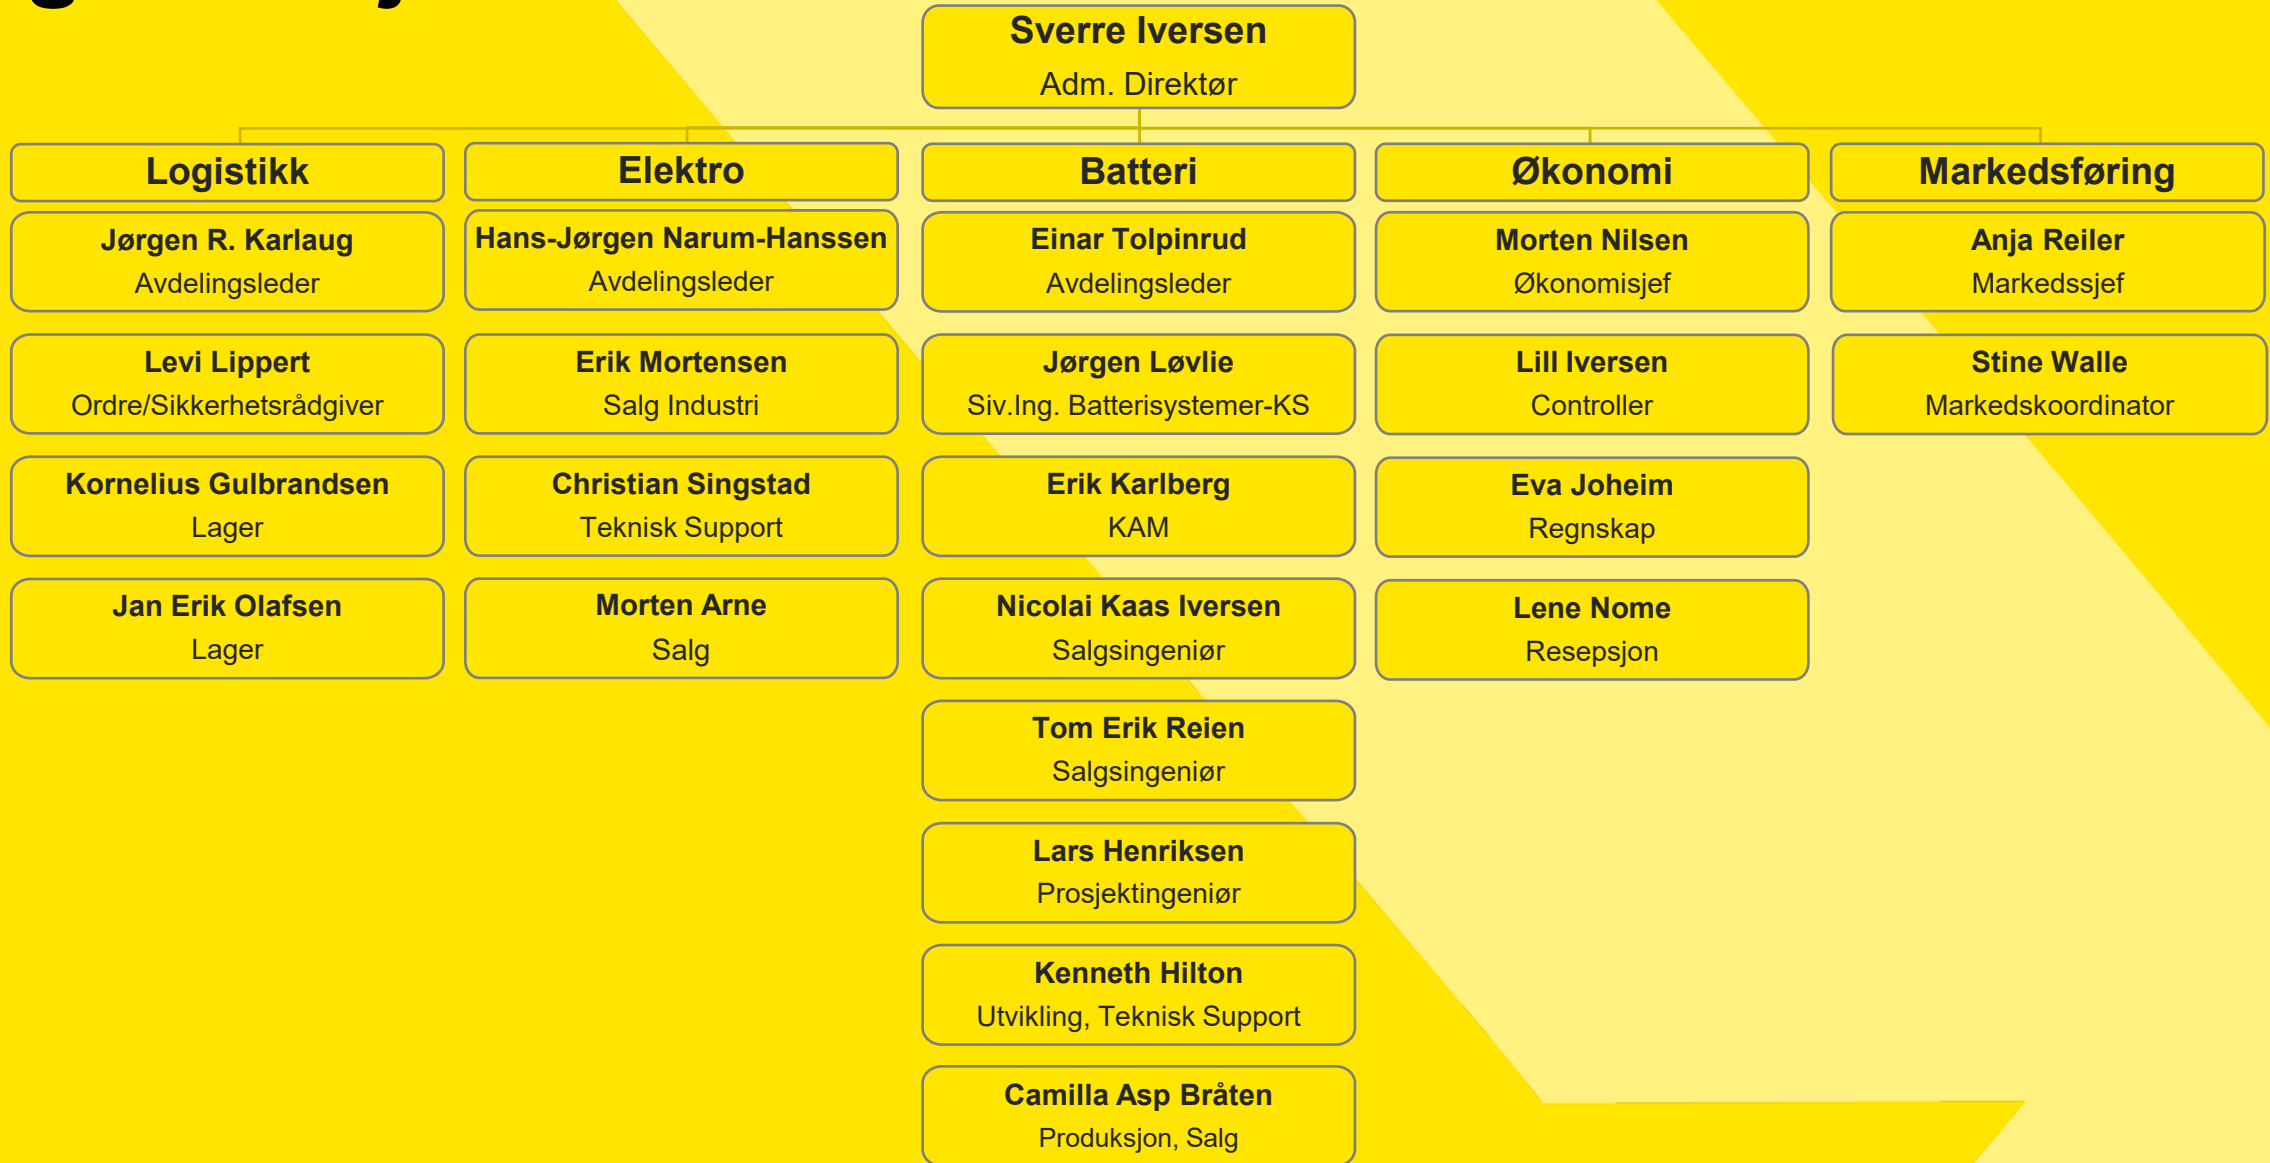 Sverre Iversen
Adm. Direktør
Logistikk
Jørgen R. Karlaug
Avdelingsleder
Levi Lippert
Ordre/Sikkerhetsrådgiver
Kornelius Gulbrandsen
Lager
Jan Erik Olafsen
Lager
Elektro
Hans-Jørgen Narum-Hanssen
Avdelingsleder
Erik Mortensen
Salg Industri
Christian Singstad
Teknisk Support
Morten Arne
Salg
Batteri
Einar Tolpinrud
Avdelingsleder
Jørgen Løvlie
Siv.Ing. Batterisystemer-KS
Erik Karlberg
KAM
Nicolai Kaas Iversen
Salgsingeniør
Tom Erik Reien
Salgsingeniør
Lars Henriksen
Prosjektingeniør
Kenneth Hilton
Utvikling, Teknisk Support
Camilla Asp Bråten
Produksjon, Salg
Økonomi
Morten Nilsen
Økonomisjef
Lill Iversen
Controller
Eva Joheim
Regnskap
Lene Nome
Resepsjon
Markedsføring
Anja Reiler
Markedssjef
Stine Walle
Markedskoordinator